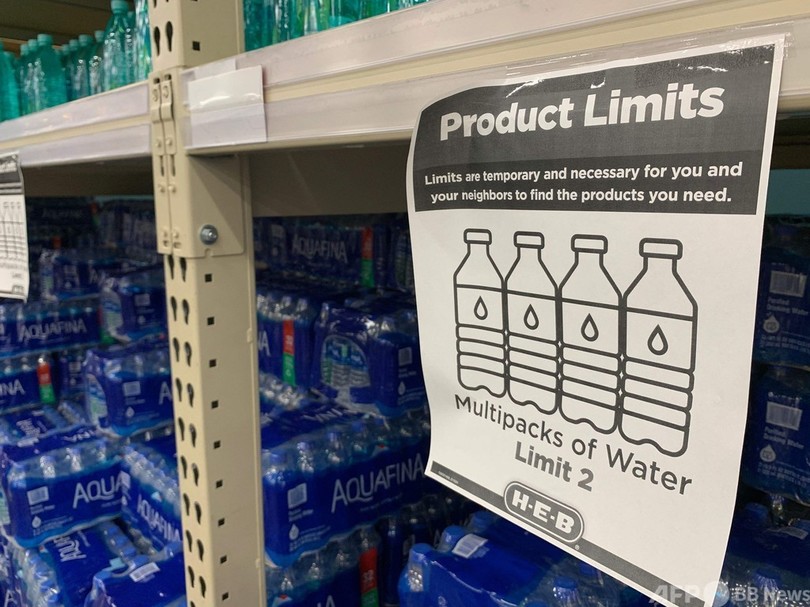 Product Limits
Limits are temporary and necessary for you and
your neighbors to find the products you need.
Multipacks of Water
Limit 2
H-E-B
AQUAFINA
AQUAFINA
AQUAFINA
AFP BB News